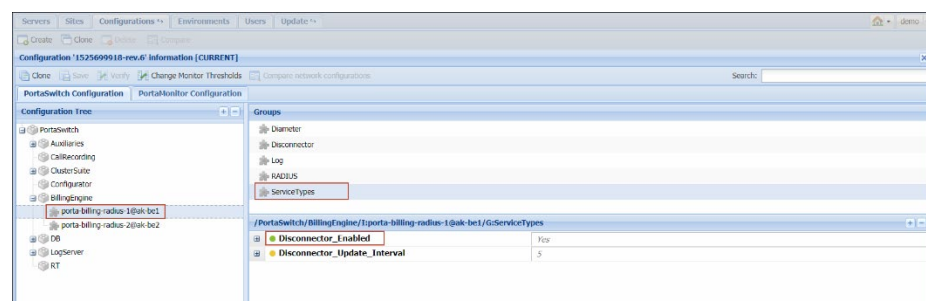 Servers Sites Configurations Environments Users Update demo
Create Clone Delete Compare
Configuration '1525699918-rev.6' information [CURRENT]
Clone Save Verify Change Monitor Thresholds Compare network configurations Search:
PortaSwitch Configuration PortaMonitor Configuration
Configuration Tree
PortaSwitch
Auxiliaries
CallRecording
ClusterSuite
Configurator
BillingEngine
porta-billing-radius-1@ak-be1
porta-billing-radius-2@ak-be2
DB
LogServer
RT
Groups
Diameter
Disconnector
Log
RADIUS
ServiceTypes
/PortaSwitch/BillingEngine/I:porta-billing-radius-1@ak-be1/G:ServiceTypes
Disconnector_Enabled Yes
Disconnector_Update_Interval 5